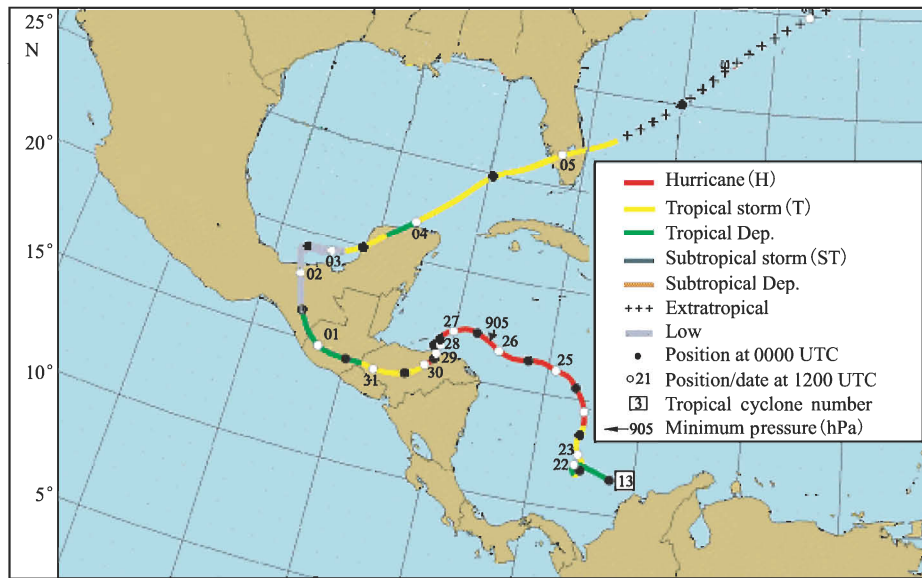 25°
N
20°
15°
10°
5°
05
04
03
02
01
31
30
29
28
27
905
26
25
23
22
13
Hurricane (H)
Tropical storm (T)
Tropical Dep.
Subtropical storm (ST)
Subtropical Dep.
+++ Extratropical
Low
Position at 0000 UTC
21 Position/date at 1200 UTC
3 Tropical cyclone number
905 Minimum pressure (hPa)